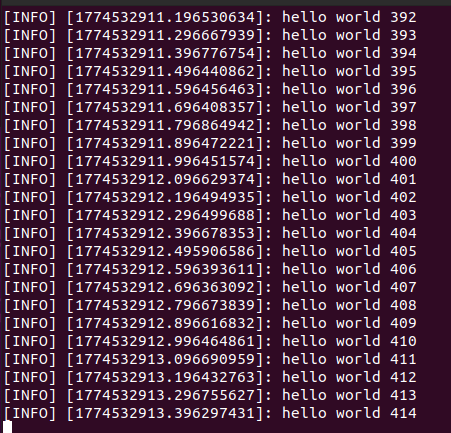 [INFO] [1774532911.196530634]: hello world 392
[INFO] [1774532911.296667939]: hello world 393
[INFO] [1774532911.396776754]: hello world 394
[INFO] [1774532911.496440862]: hello world 395
[INFO] [1774532911.596456463]: hello world 396
[INFO] [1774532911.696408357]: hello world 397
[INFO] [1774532911.796864942]: hello world 398
[INFO] [1774532911.896472221]: hello world 399
[INFO] [1774532911.996451574]: hello world 400
[INFO] [1774532912.096629374]: hello world 401
[INFO] [1774532912.196494935]: hello world 402
[INFO] [1774532912.296499688]: hello world 403
[INFO] [1774532912.396678353]: hello world 404
[INFO] [1774532912.495906586]: hello world 405
[INFO] [1774532912.596393611]: hello world 406
[INFO] [1774532912.696363092]: hello world 407
[INFO] [1774532912.796673839]: hello world 408
[INFO] [1774532912.896616832]: hello world 409
[INFO] [1774532912.996464861]: hello world 410
[INFO] [1774532913.096690959]: hello world 411
[INFO] [1774532913.196432763]: hello world 412
[INFO] [1774532913.296755627]: hello world 413
[INFO] [1774532913.396297431]: hello world 414